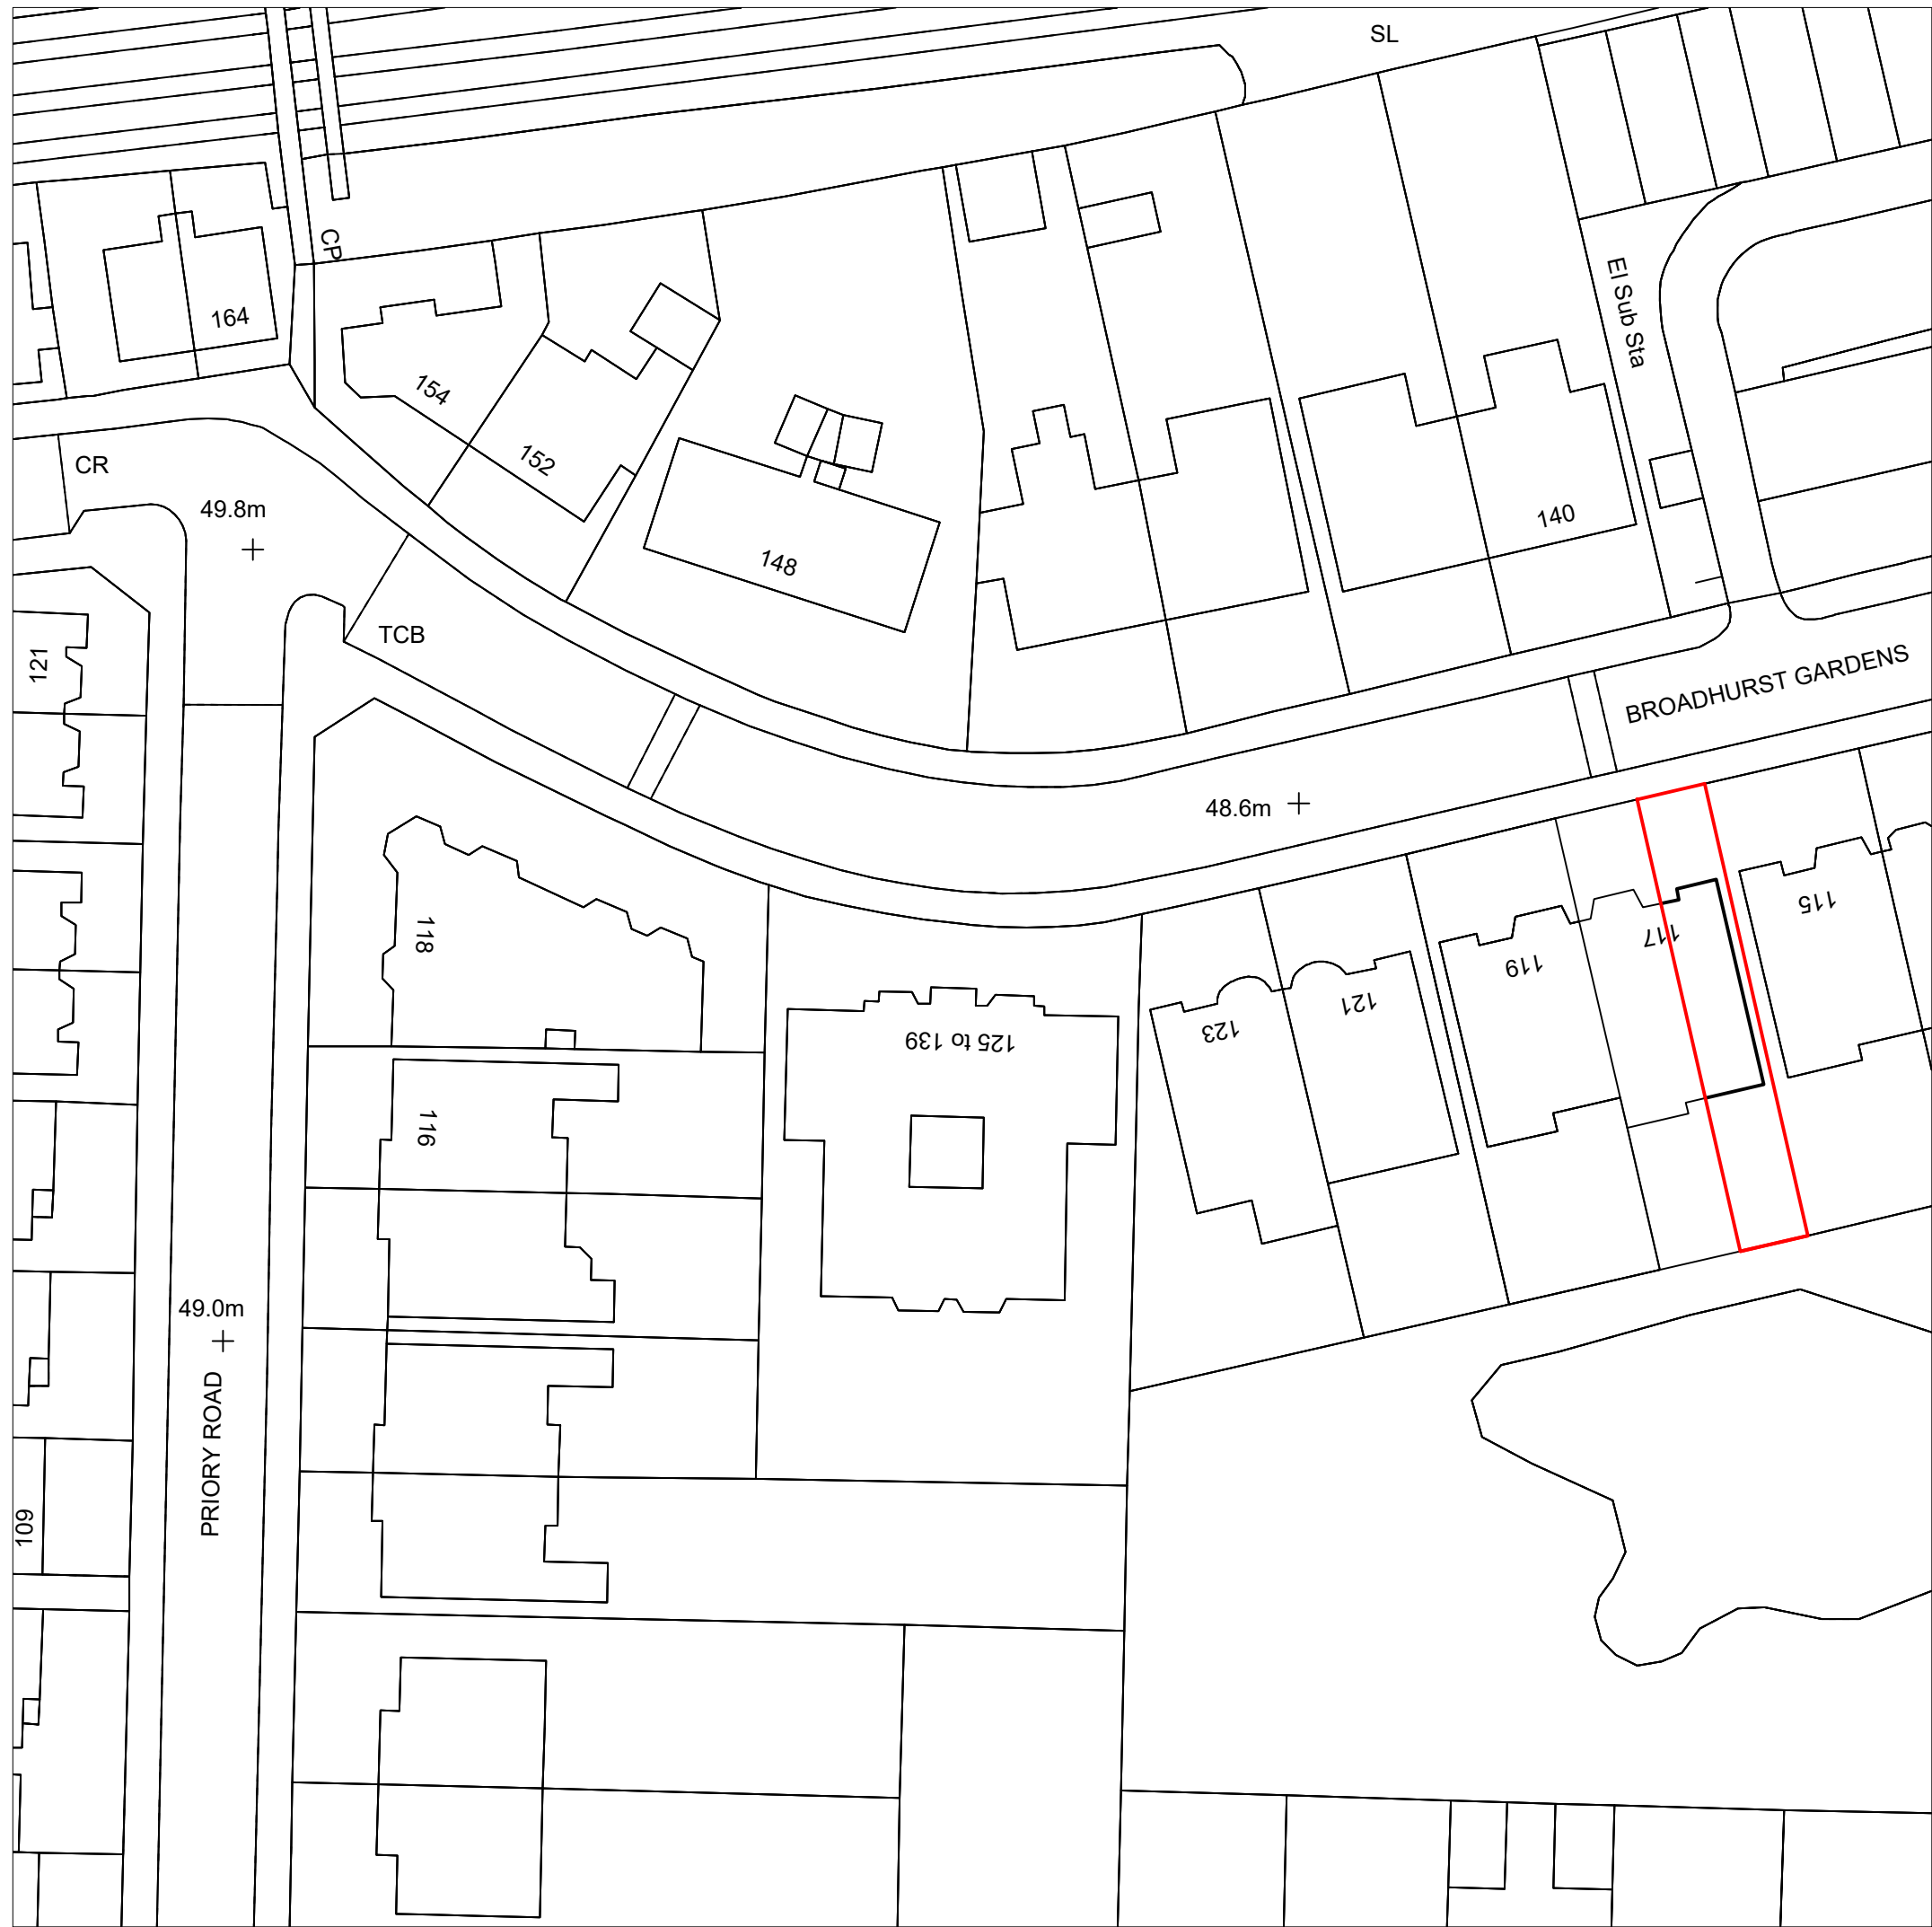 SL
CP
164
El Sub Sta
154
152
CR
49.8m
148
140
TCB
121
BROADHURST GARDENS
48.6m
118
115
117
119
121
123
125 to 139
116
49.0m
PRIORY ROAD
109